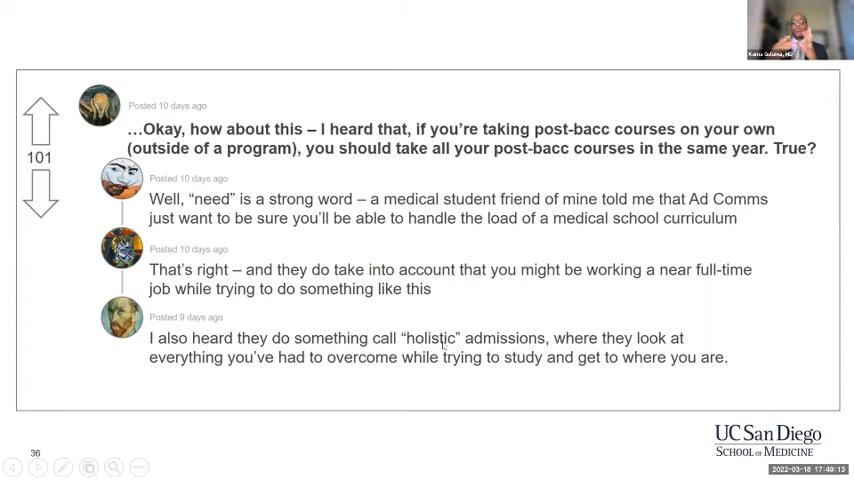 Kama Guluma, MD
Posted 10 days ago
…Okay, how about this – I heard that, if you’re taking post-bacc courses on your own
(outside of a program), you should take all your post-bacc courses in the same year. True?
101
Posted 10 days ago
Well, “need” is a strong word – a medical student friend of mine told me that Ad Comms
just want to be sure you’ll be able to handle the load of a medical school curriculum
Posted 10 days ago
That’s right – and they do take into account that you might be working a near full-time
job while trying to do something like this
Posted 9 days ago
I also heard they do something call “holistic” admissions, where they look at
everything you’ve had to overcome while trying to study and get to where you are.
UC San Diego
SCHOOL OF MEDICINE
36
2022-03-18 17:49:13